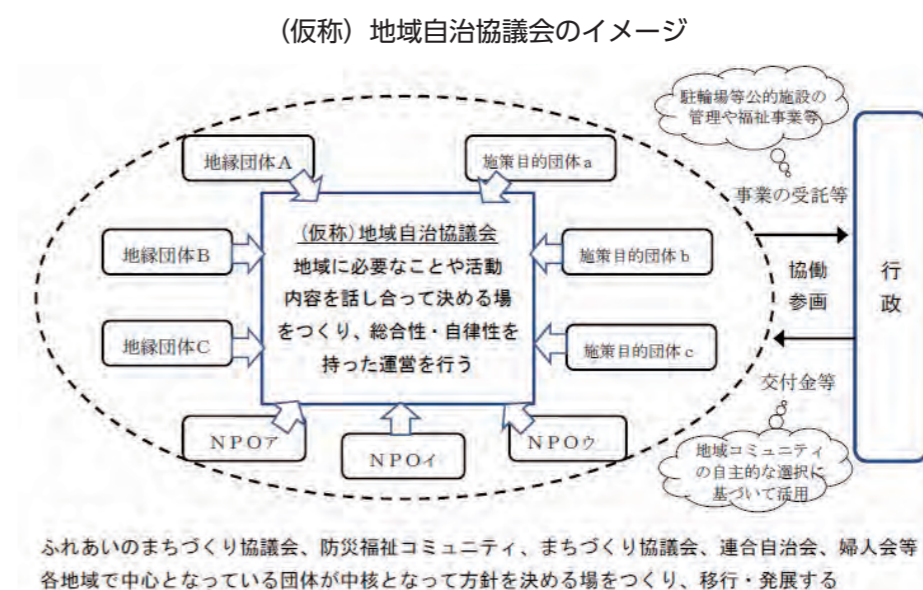 （仮称）地域自治協議会のイメージ
駐輪場等公的施設の
管理や福祉事業等
地縁団体A
施策目的団体a
事業の受託等
(仮称)地域自治協議会
地域に必要なことや活動
内容を話し合って決める場
をつくり、総合性・自律性を
持った運営を行う
地縁団体B
施策目的団体b
協働
参画
行
政
地縁団体C
施策目的団体c
交付金等
NPOア
NPOイ
NPOウ
地域コミュニティ
の自主的な選択に
基づいて活用
ふれあいのまちづくり協議会、防災福祉コミュニティ、まちづくり協議会、連合自治会、婦人会等
各地域で中心となっている団体が中核となって方針を決める場をつくり、移行・発展する